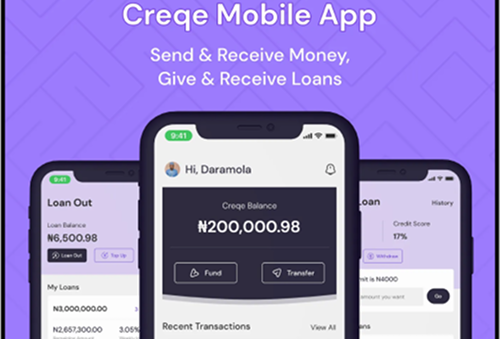 Creqe Mobile App
Send & Receive Money,
Give & Receive Loans
9:41
Hi, Daramola
Creqe Balance
₦200,000.98
Fund
Transfer
Recent Transactions
View All
9:41
Loan Out
Loan Balance
₦6,500.98
Loan Out
Top Up
My Loans
₦3,000,000.00
₦2,657,300.00
3.05%
Loan
History
Credit Score
17%
Withdraw
mit is ₦4000
amount you want
Go
ans